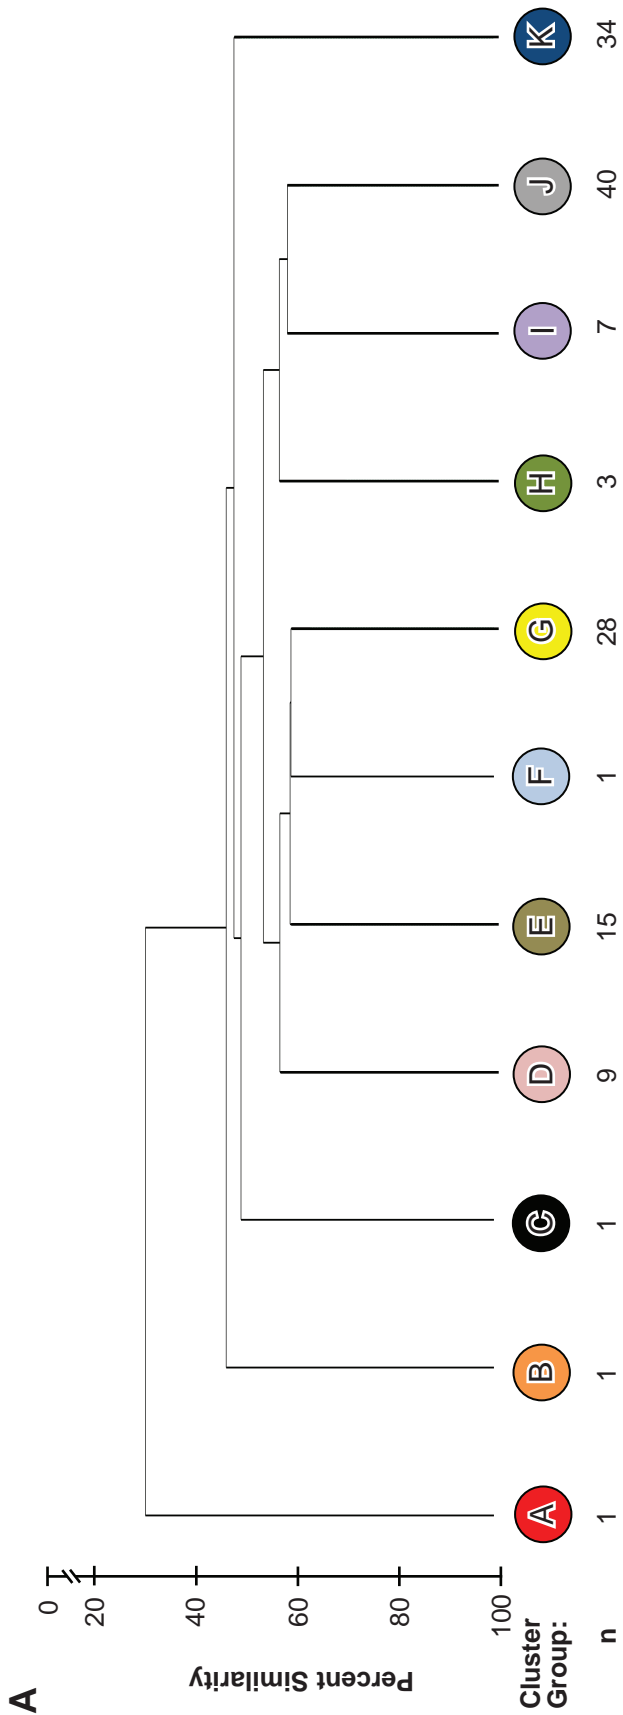 A
Percent Similarity
0
20
40
60
80
100
Cluster
Group:
A B C D E F G H I J K
n 1 1 1 9 15 1 28 3 7 40 34